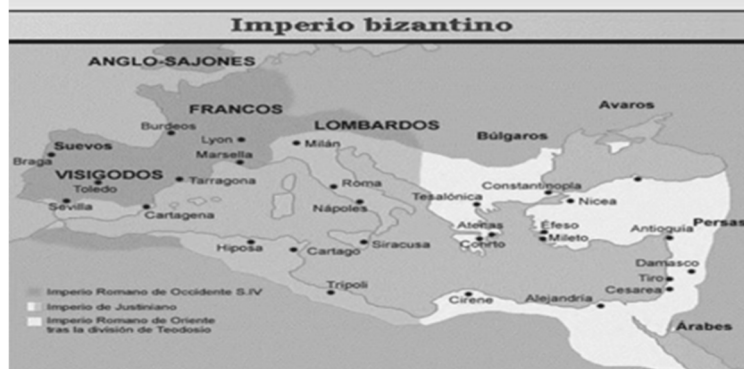 Imperio bizantino
ANGLO-SAJONES
FRANCOS
Avaros
Burdeos
LOMBARDOS
Suevos
Lyon
Milán
Búlgaros
Braga
Marsella
VISIGODOS
Tarragona
Roma
Constantinopla
Toledo
Tesalónica
Nicea
Sevilla
Nápoles
Cartagena
Atenas
Éfeso
Antioquía
Persas
Hiposa
Cartago
Siracusa
Corirto
Mileto
Damasco
Tiro
Trípoli
Cirene
Alejandría
Cesarea
Árabes
Imperio Romano de Occidente S.IV
Imperio de Justiniano
Imperio Romano de Oriente
tras la división de Teodosio